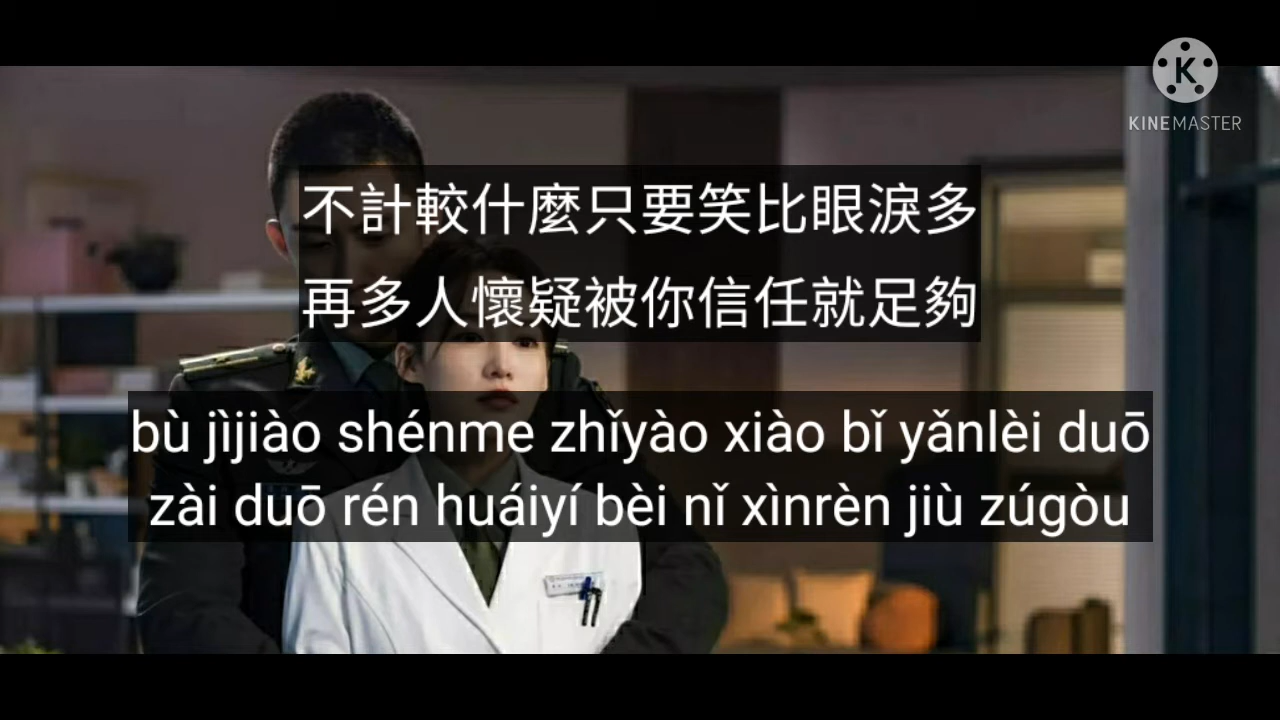 KINEMASTER
不計較什麼只要笑比眼淚多
再多人懷疑被你信任就足夠
bù jìjiào shénme zhǐyào xiào bǐ yǎnlèi duō
zài duō rén huáiyí bèi nǐ xìnrèn jiù zúgòu